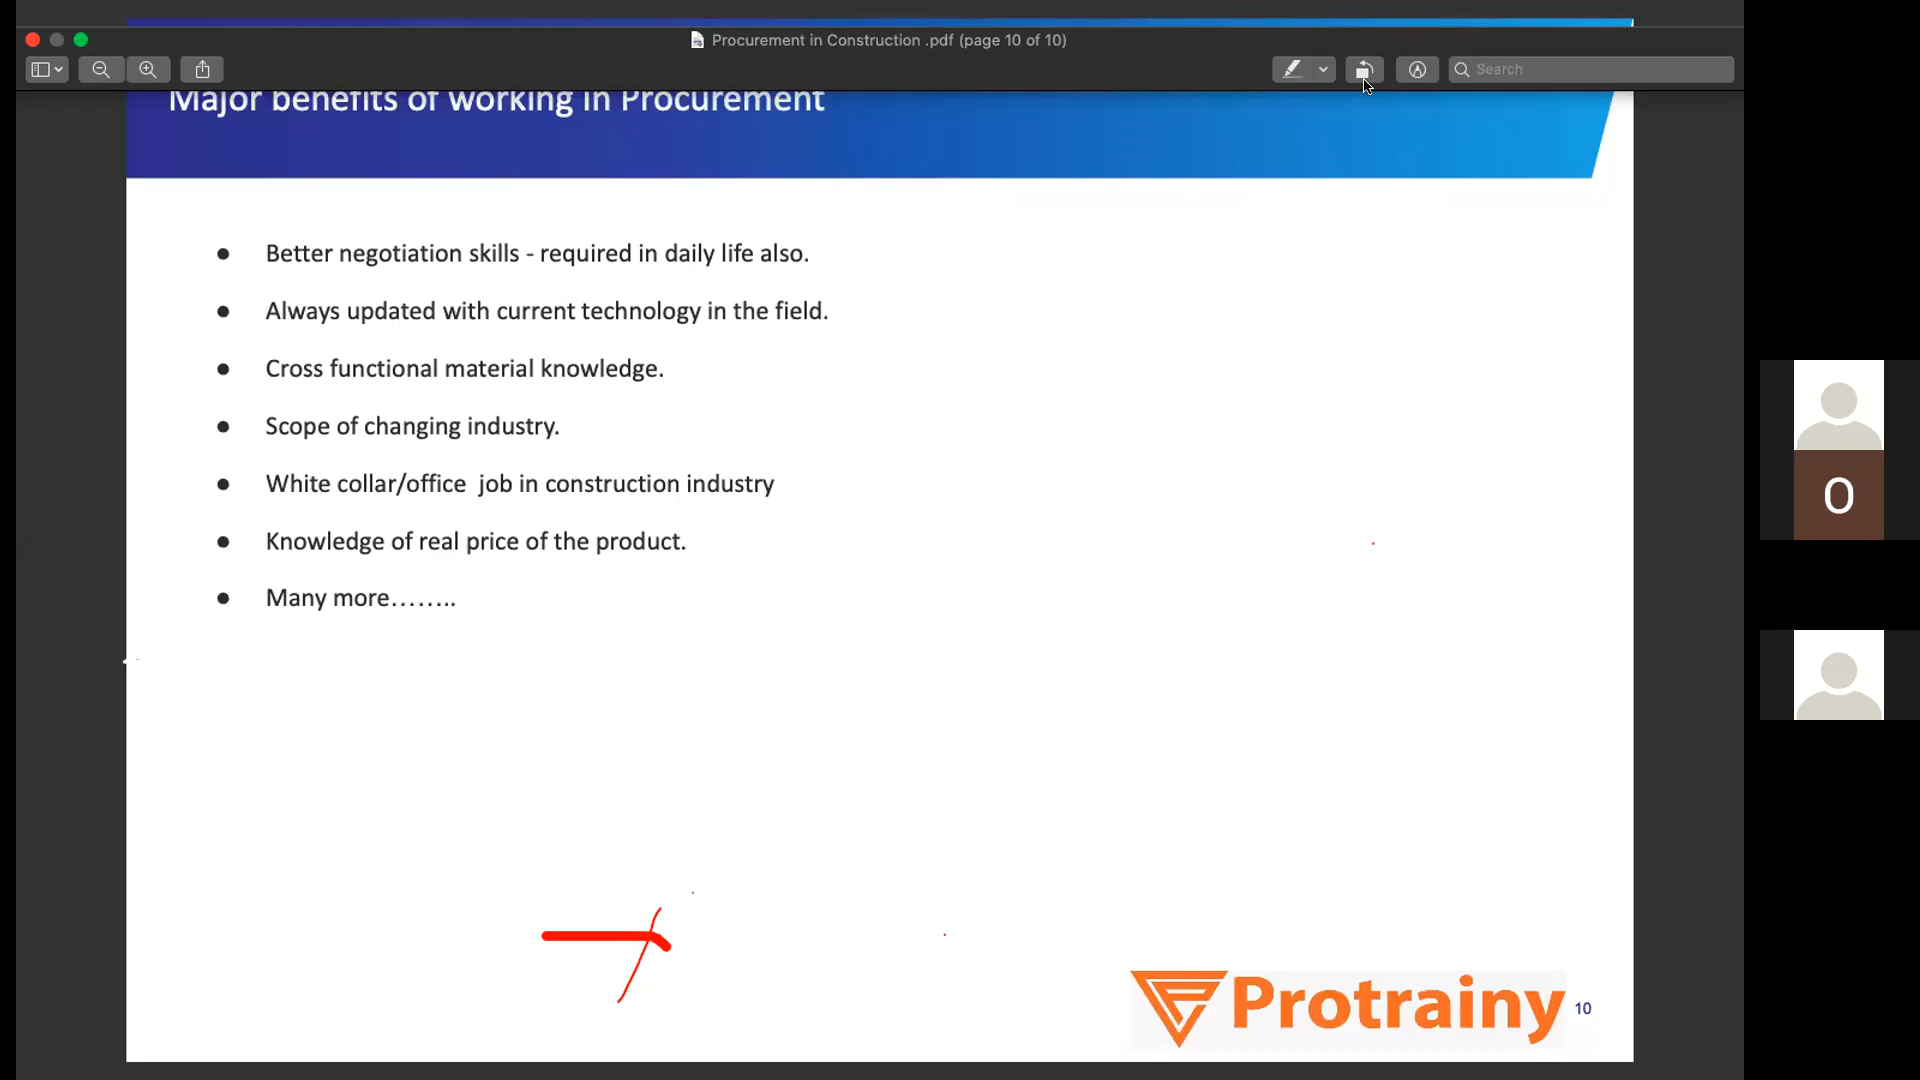 Procurement in Construction .pdf (page 10 of 10)
Search
Major benefits of working in Procurement
● Better negotiation skills - required in daily life also.
● Always updated with current technology in the field.
● Cross functional material knowledge.
● Scope of changing industry.
● White collar/office  job in construction industry
● Knowledge of real price of the product.
● Many more……..
O
Protrainy
10